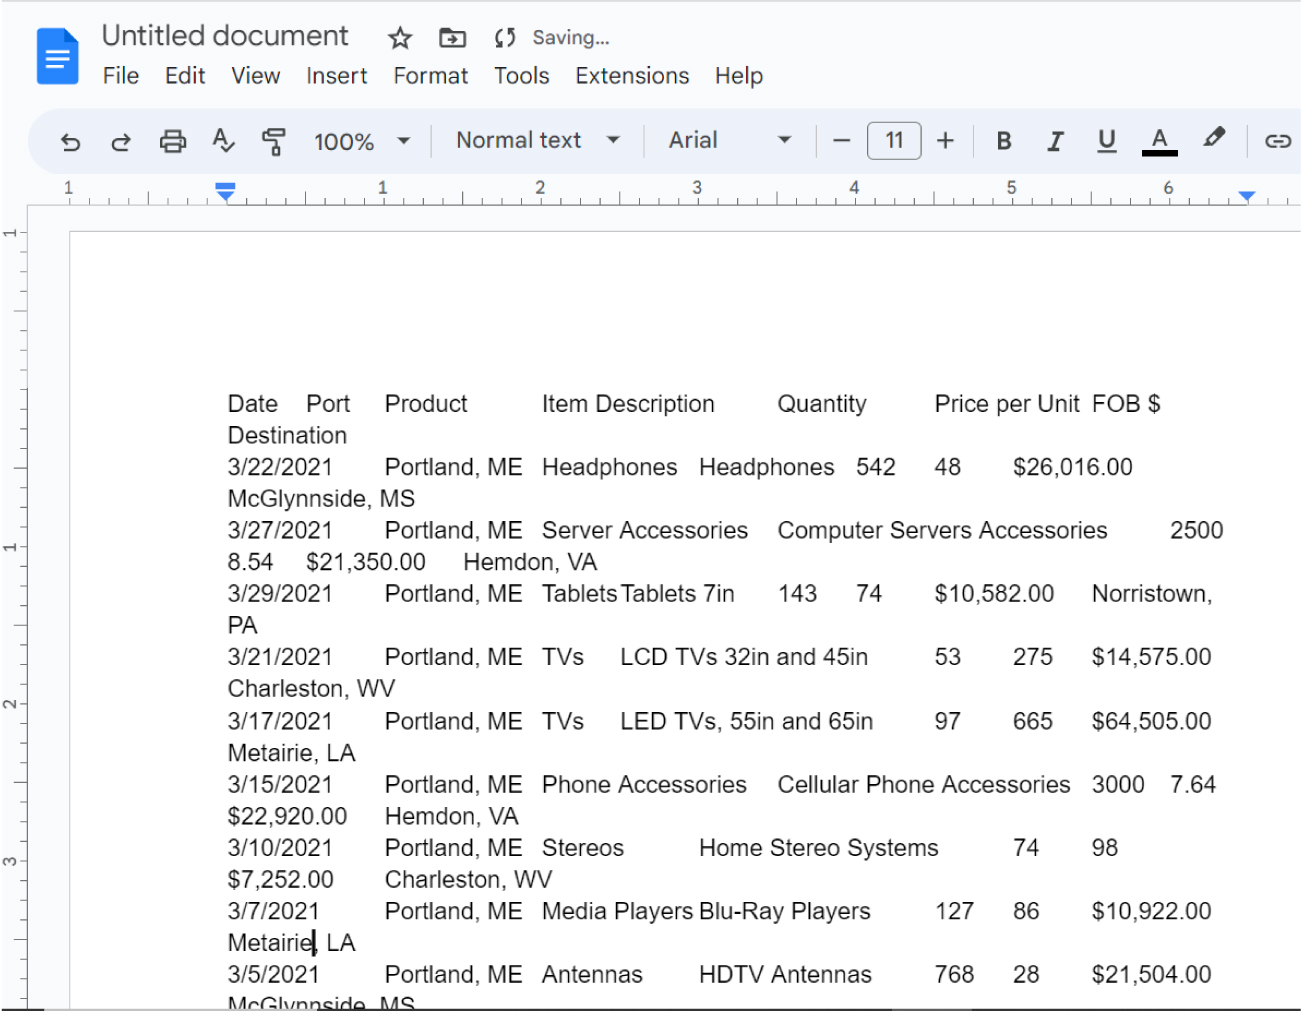 Untitled document Saving...
File Edit View Insert Format Tools Extensions Help
100% Normal text Arial 11 B I U A
1 1 2 3 4 5 6
1
Date Port Product Item Description Quantity Price per Unit FOB $
Destination
3/22/2021 Portland, ME Headphones Headphones 542 48 $26,016.00
McGlynnside, MS
3/27/2021 Portland, ME Server Accessories Computer Servers Accessories 2500
1
8.54 $21,350.00 Hemdon, VA
3/29/2021 Portland, ME Tablets Tablets 7in 143 74 $10,582.00 Norristown,
PA
3/21/2021 Portland, ME TVs LCD TVs 32in and 45in 53 275 $14,575.00
Charleston, WV
2
3/17/2021 Portland, ME TVs LED TVs, 55in and 65in 97 665 $64,505.00
Metairie, LA
3/15/2021 Portland, ME Phone Accessories Cellular Phone Accessories 3000 7.64
$22,920.00 Hemdon, VA
3/10/2021 Portland, ME Stereos Home Stereo Systems 74 98
3
$7,252.00 Charleston, WV
3/7/2021 Portland, ME Media Players Blu-Ray Players 127 86 $10,922.00
Metairie, LA
3/5/2021 Portland, ME Antennas HDTV Antennas 768 28 $21,504.00
McGlynnside, MS